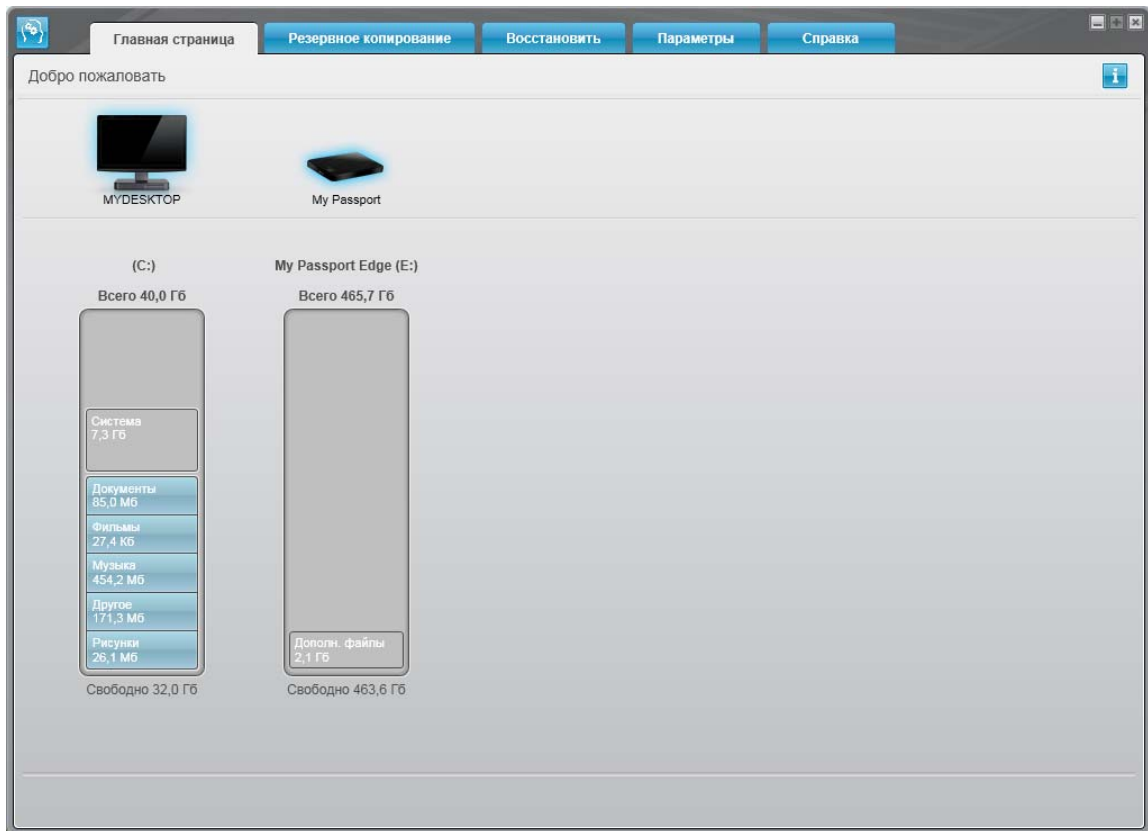 Главная страница
Резервное копирование
Восстановить
Параметры
Справка
Добро пожаловать
MYDESKTOP
My Passport
(C:)
My Passport Edge (E:)
Всего 40,0 Гб
Всего 465,7 Гб
Система
7,3 Гб
Документы
85,0 Мб
Фильмы
27,4 Кб
Музыка
454,2 Мб
Другое
171,3 Мб
Рисунки
26,1 Мб
Дополн. файлы
2,1 Гб
Свободно 32,0 Гб
Свободно 463,6 Гб